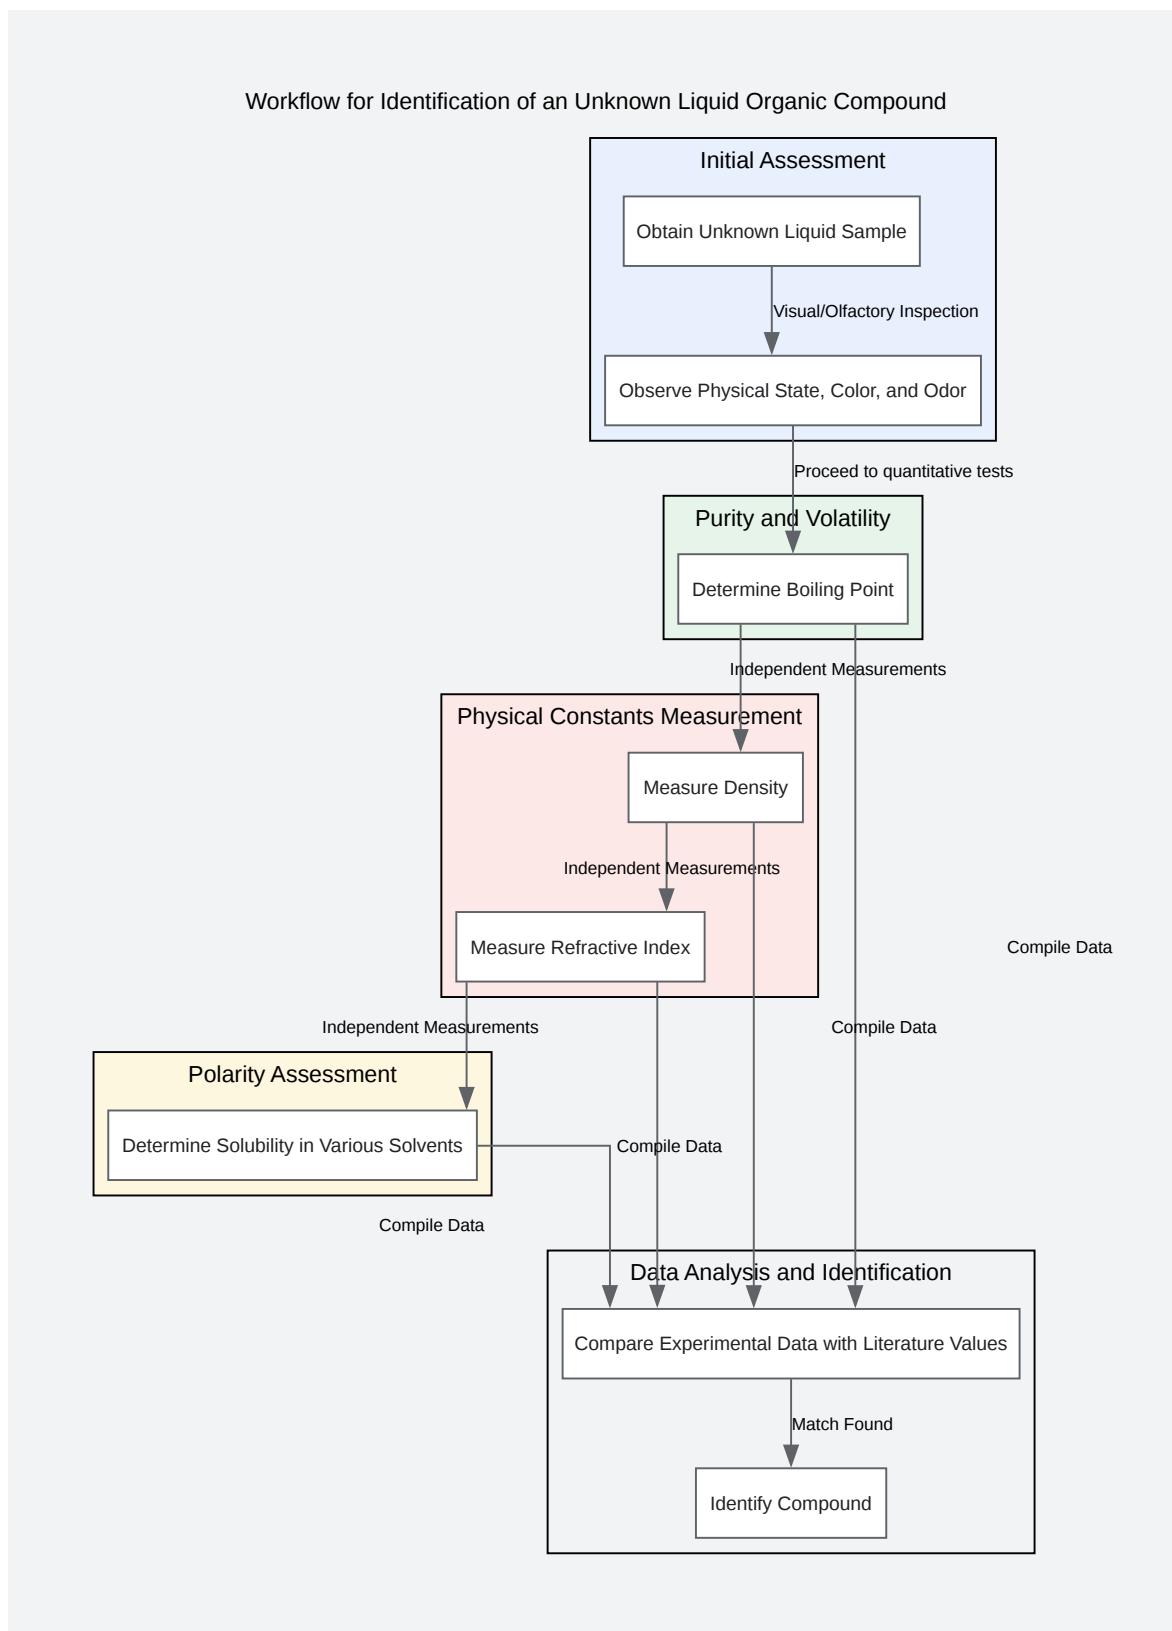 Workflow for Identification of an Unknown Liquid Organic Compound
Initial Assessment
Obtain Unknown Liquid Sample
Visual/Olfactory Inspection
Observe Physical State, Color, and Odor
Proceed to quantitative tests
Purity and Volatility
Determine Boiling Point
Independent Measurements
Physical Constants Measurement
Measure Density
Independent Measurements
Measure Refractive Index
Compile Data
Independent Measurements
Compile Data
Polarity Assessment
Determine Solubility in Various Solvents
Compile Data
Compile Data
Data Analysis and Identification
Compare Experimental Data with Literature Values
Match Found
Identify Compound